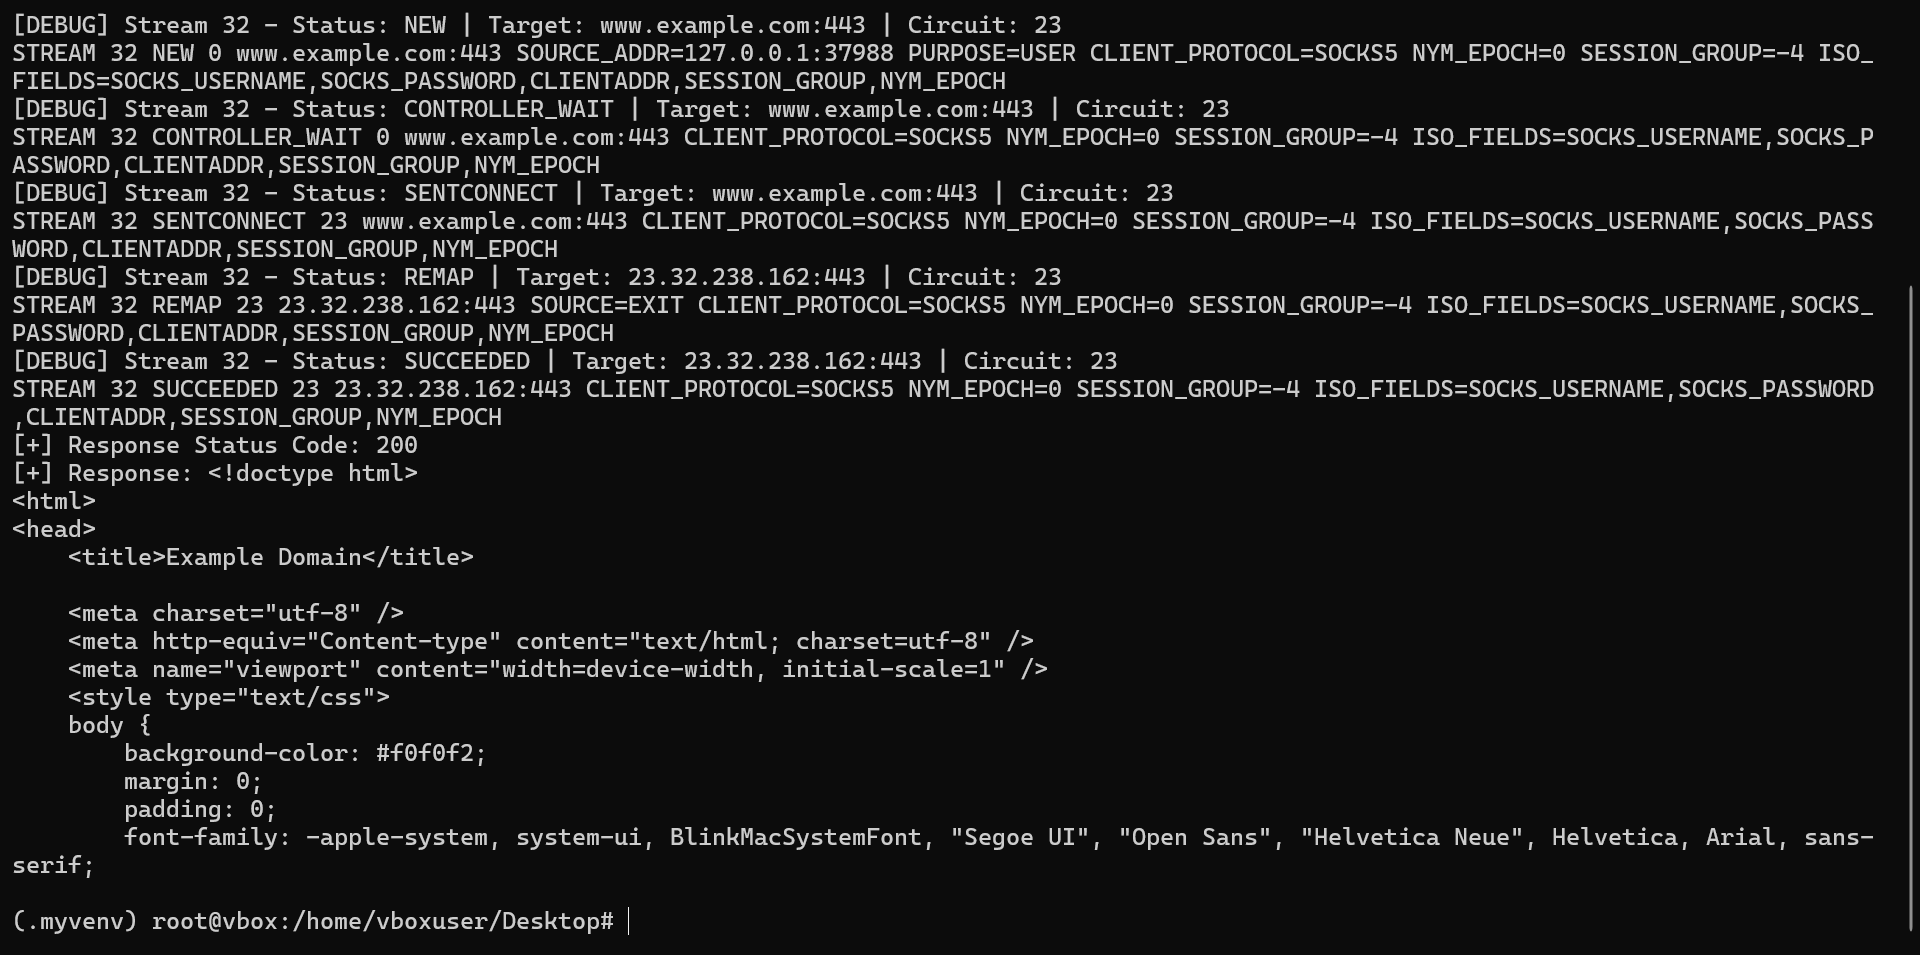 [DEBUG] Stream 32 - Status: NEW | Target: www.example.com:443 | Circuit: 23
STREAM 32 NEW 0 www.example.com:443 SOURCE_ADDR=127.0.0.1:37988 PURPOSE=USER CLIENT_PROTOCOL=SOCKS5 NYM_EPOCH=0 SESSION_GROUP=-4 ISO_
FIELDS=SOCKS_USERNAME,SOCKS_PASSWORD,CLIENTADDR,SESSION_GROUP,NYM_EPOCH
[DEBUG] Stream 32 - Status: CONTROLLER_WAIT | Target: www.example.com:443 | Circuit: 23
STREAM 32 CONTROLLER_WAIT 0 www.example.com:443 CLIENT_PROTOCOL=SOCKS5 NYM_EPOCH=0 SESSION_GROUP=-4 ISO_FIELDS=SOCKS_USERNAME,SOCKS_P
ASSWORD,CLIENTADDR,SESSION_GROUP,NYM_EPOCH
[DEBUG] Stream 32 - Status: SENTCONNECT | Target: www.example.com:443 | Circuit: 23
STREAM 32 SENTCONNECT 23 www.example.com:443 CLIENT_PROTOCOL=SOCKS5 NYM_EPOCH=0 SESSION_GROUP=-4 ISO_FIELDS=SOCKS_USERNAME,SOCKS_PASS
WORD,CLIENTADDR,SESSION_GROUP,NYM_EPOCH
[DEBUG] Stream 32 - Status: REMAP | Target: 23.32.238.162:443 | Circuit: 23
STREAM 32 REMAP 23 23.32.238.162:443 SOURCE=EXIT CLIENT_PROTOCOL=SOCKS5 NYM_EPOCH=0 SESSION_GROUP=-4 ISO_FIELDS=SOCKS_USERNAME,SOCKS_
PASSWORD,CLIENTADDR,SESSION_GROUP,NYM_EPOCH
[DEBUG] Stream 32 - Status: SUCCEEDED | Target: 23.32.238.162:443 | Circuit: 23
STREAM 32 SUCCEEDED 23 23.32.238.162:443 CLIENT_PROTOCOL=SOCKS5 NYM_EPOCH=0 SESSION_GROUP=-4 ISO_FIELDS=SOCKS_USERNAME,SOCKS_PASSWORD
,CLIENTADDR,SESSION_GROUP,NYM_EPOCH
[+] Response Status Code: 200
[+] Response: <!doctype html>
<html>
<head>
    <title>Example Domain</title>

    <meta charset="utf-8" />
    <meta http-equiv="Content-type" content="text/html; charset=utf-8" />
    <meta name="viewport" content="width=device-width, initial-scale=1" />
    <style type="text/css">
    body {
        background-color: #f0f0f2;
        margin: 0;
        padding: 0;
        font-family: -apple-system, system-ui, BlinkMacSystemFont, "Segoe UI", "Open Sans", "Helvetica Neue", Helvetica, Arial, sans-
serif;

(.myvenv) root@vbox:/home/vboxuser/Desktop#